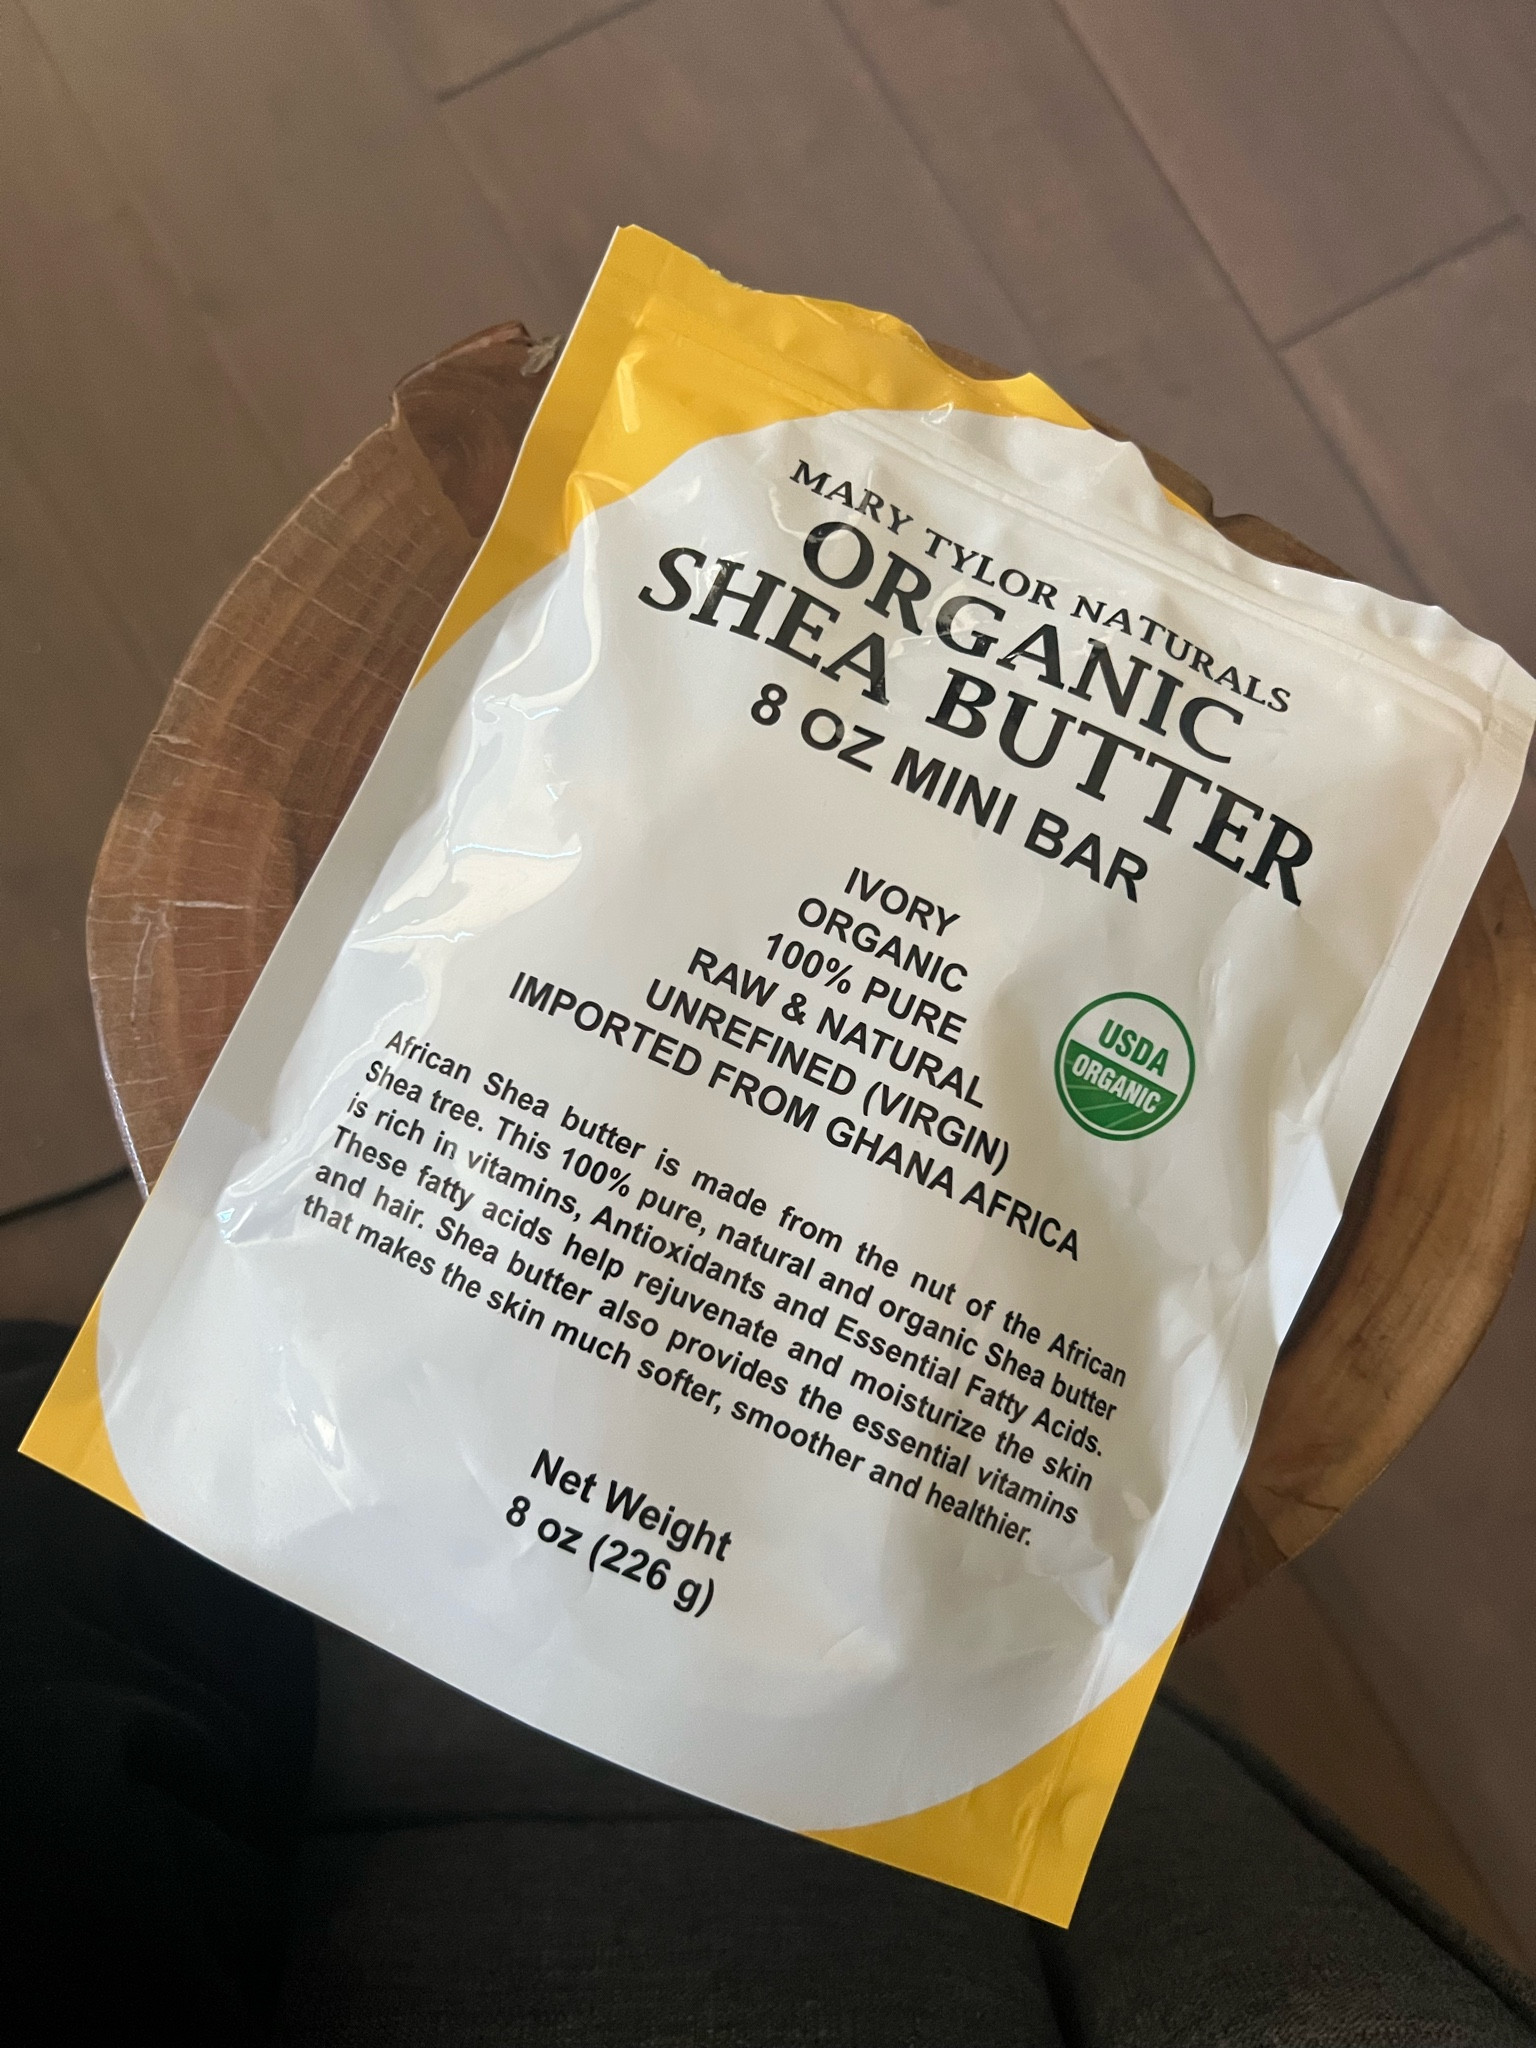 MARY TYLOR NATURALS
ORGANIC
SHEA BUTTER
8 OZ MINI BAR
IVORY
ORGANIC
100% PURE
RAW & NATURAL
UNREFINED (VIRGIN)
IMPORTED FROM GHANA AFRICA
USDA
ORGANIC
African Shea butter is made from the nut of the African
Shea tree. This 100% pure, natural and organic Shea butter
is rich in vitamins, Antioxidants and Essential Fatty Acids.
These fatty acids help rejuvenate and moisturize the skin
and hair. Shea butter also provides the essential vitamins
that makes the skin much softer, smoother and healthier.
Net Weight
8 oz (226 g)